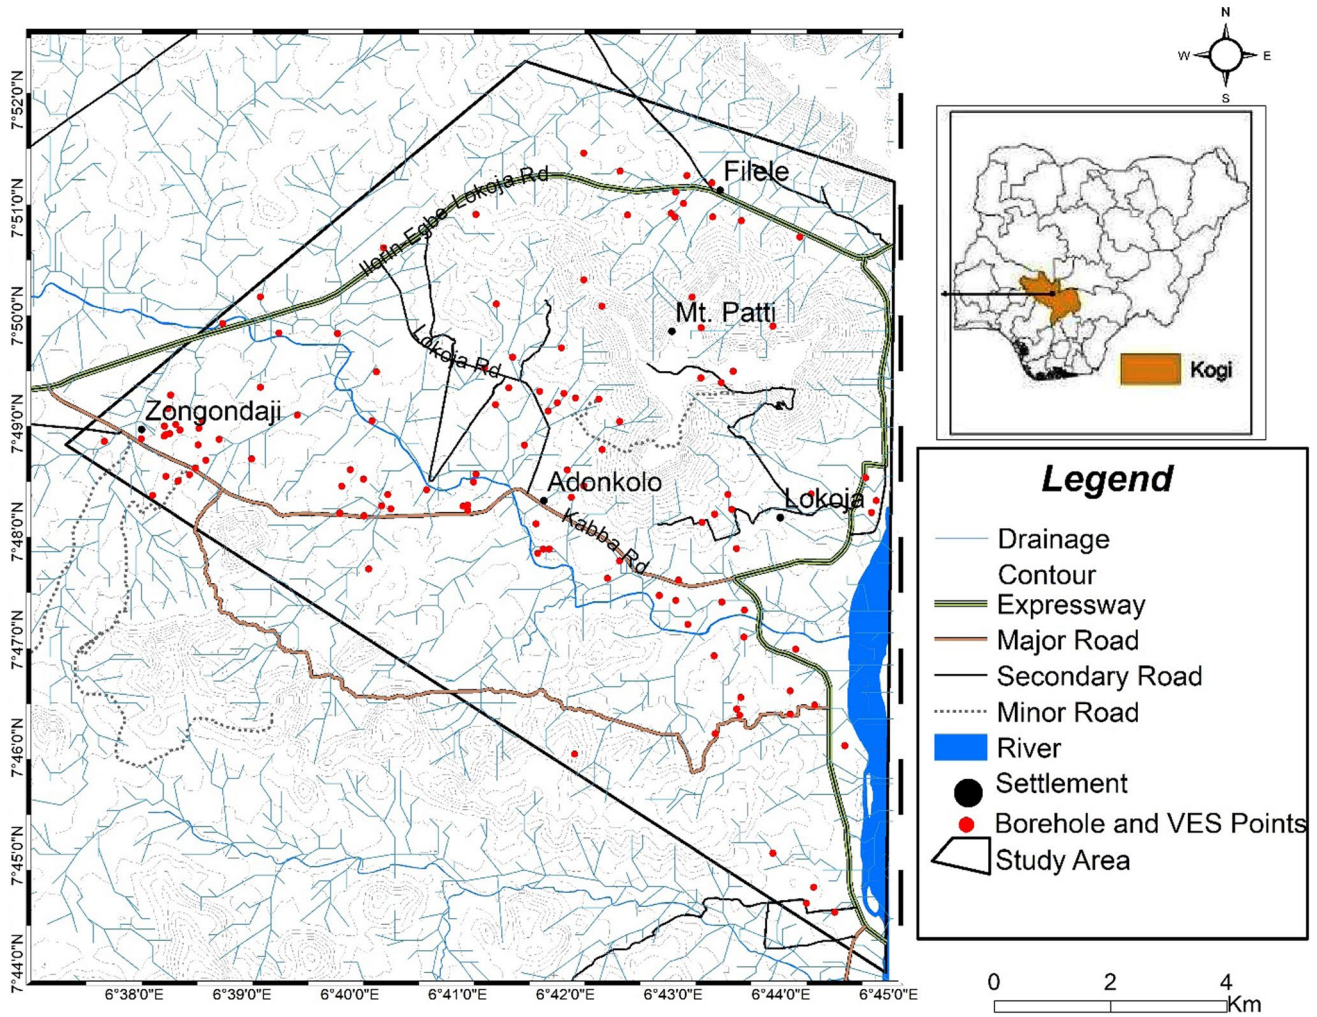 N
W E
S
7°52'0"N
7°51'0"N
7°50'0"N
7°49'0"N
7°48'0"N
7°47'0"N
7°46'0"N
7°45'0"N
7°44'0"N
Filele
Ilorin Egbe Lokoja Rd
Mt. Patti
Lokoja Rd
Zongondaji
Adonkolo
Lokoja
Kabba Rd
6°38'0"E 6°39'0"E 6°40'0"E 6°41'0"E 6°42'0"E 6°43'0"E 6°44'0"E 6°45'0"E
Kogi
Legend
Drainage
Contour
Expressway
Major Road
Secondary Road
Minor Road
River
Settlement
Borehole and VES Points
Study Area
0 2 4
Km